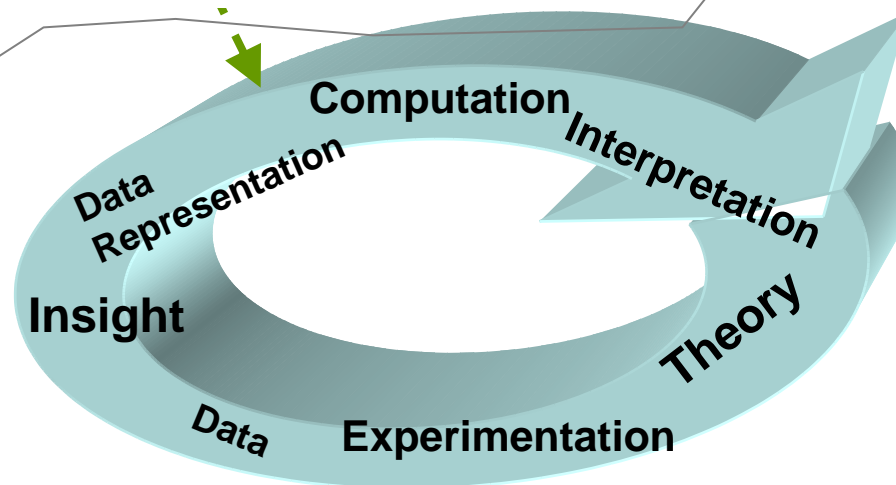 Computation
Interpretation
Data
Representation
Insight
Theory
Data
Experimentation